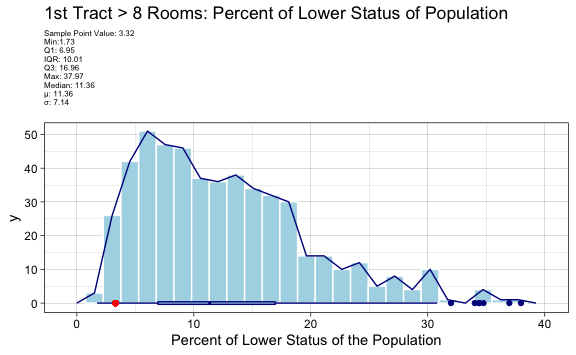 1st Tract > 8 Rooms: Percent of Lower Status of Population
Sample Point Value: 3.32
Min:1.73
Q1: 6.95
IQR: 10.01
Q3: 16.96
Max: 37.97
Median: 11.36
μ: 11.36
σ: 7.14
50
40
30
20
10
0
y
0 10 20 30 40
Percent of Lower Status of the Population